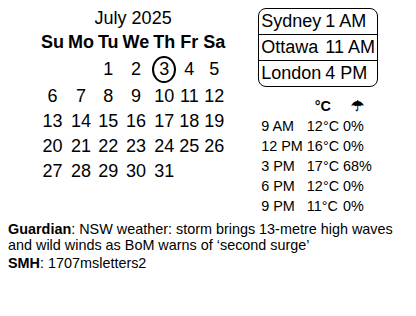 July 2025
Su Mo Tu We Th Fr Sa
1 2 3 4 5
6 7 8 9 10 11 12
13 14 15 16 17 18 19
20 21 22 23 24 25 26
27 28 29 30 31
Sydney 1 AM
Ottawa 11 AM
London 4 PM
°C ☂
9 AM 12°C 0%
12 PM 16°C 0%
3 PM 17°C 68%
6 PM 12°C 0%
9 PM 11°C 0%
Guardian: NSW weather: storm brings 13-metre high waves
and wild winds as BoM warns of ‘second surge’
SMH: 1707msletters2